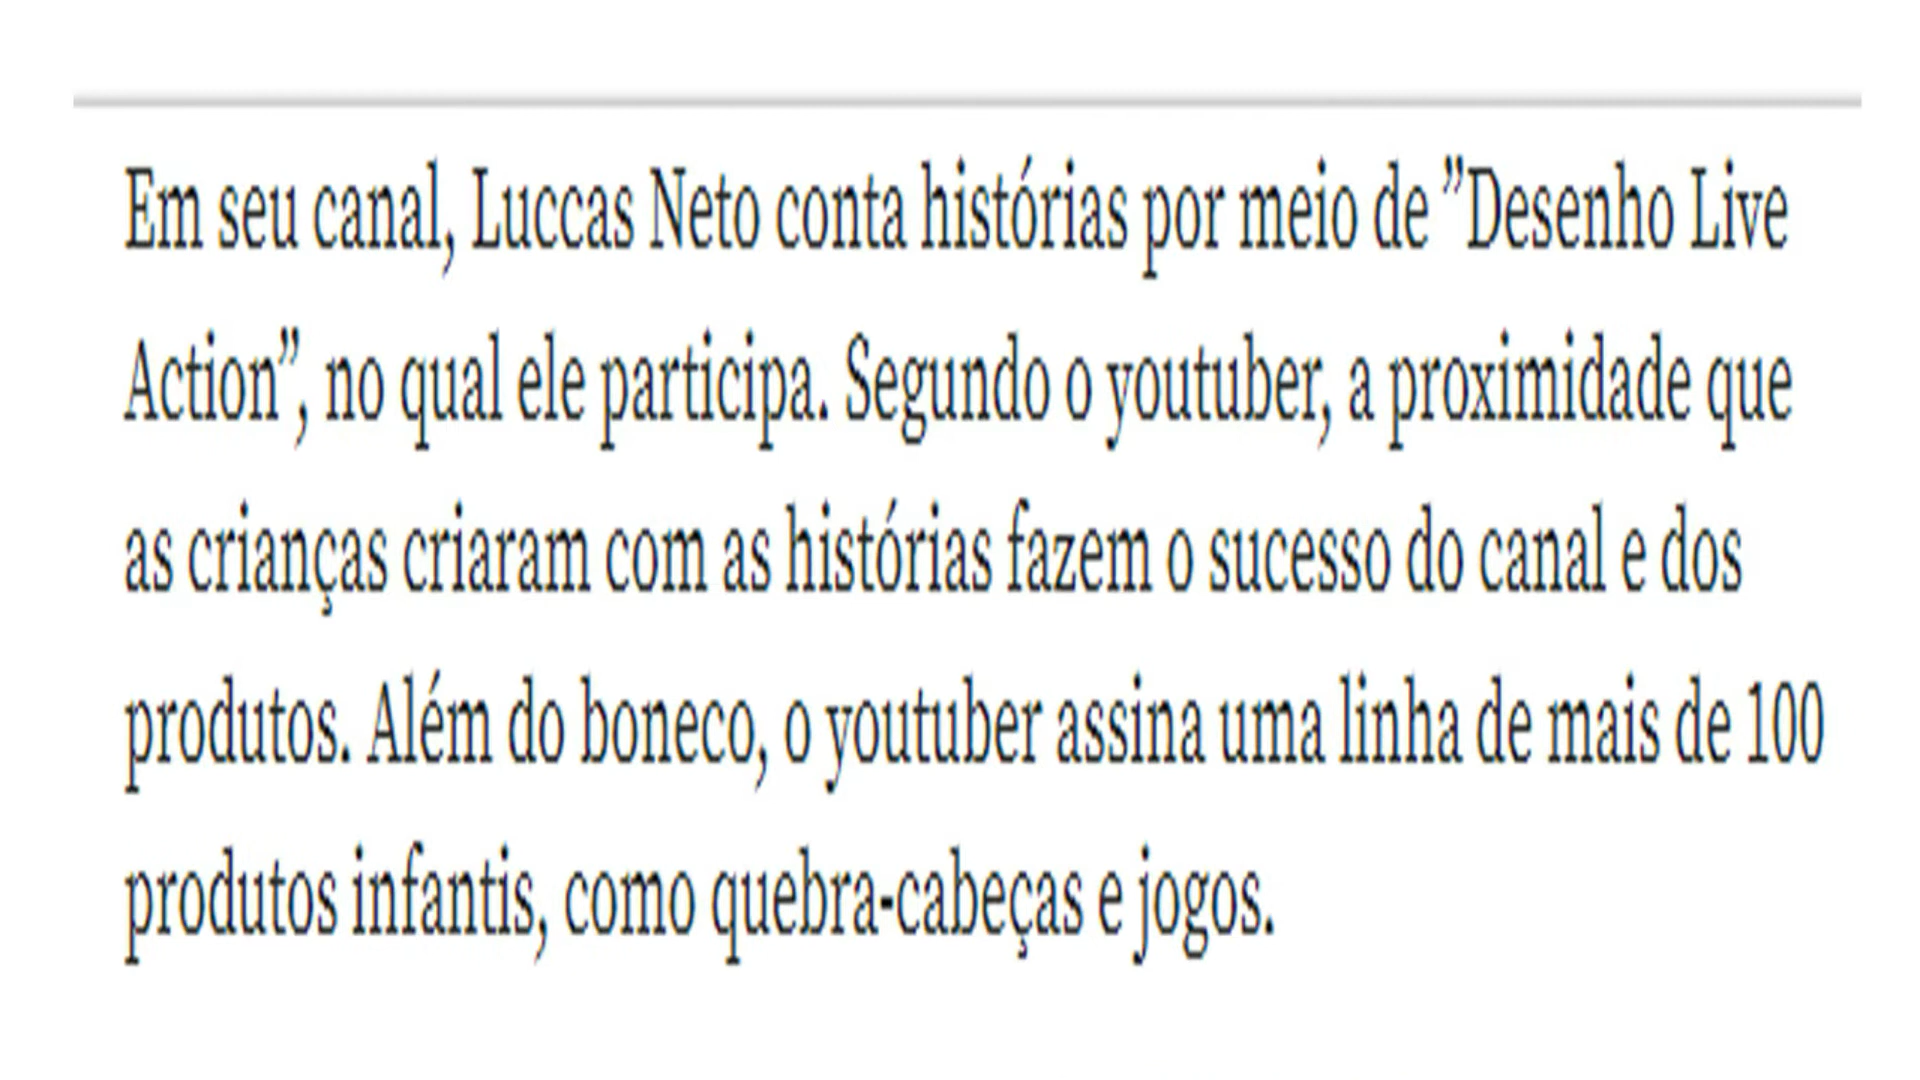 Em seu canal, Luccas Neto conta histórias por meio de ”Desenho Live
Action”, no qual ele participa. Segundo o youtuber, a proximidade que
as crianças criaram com as histórias fazem o sucesso do canal e dos
produtos. Além do boneco, o youtuber assina uma linha de mais de 100
produtos infantis, como quebra-cabeças e jogos.